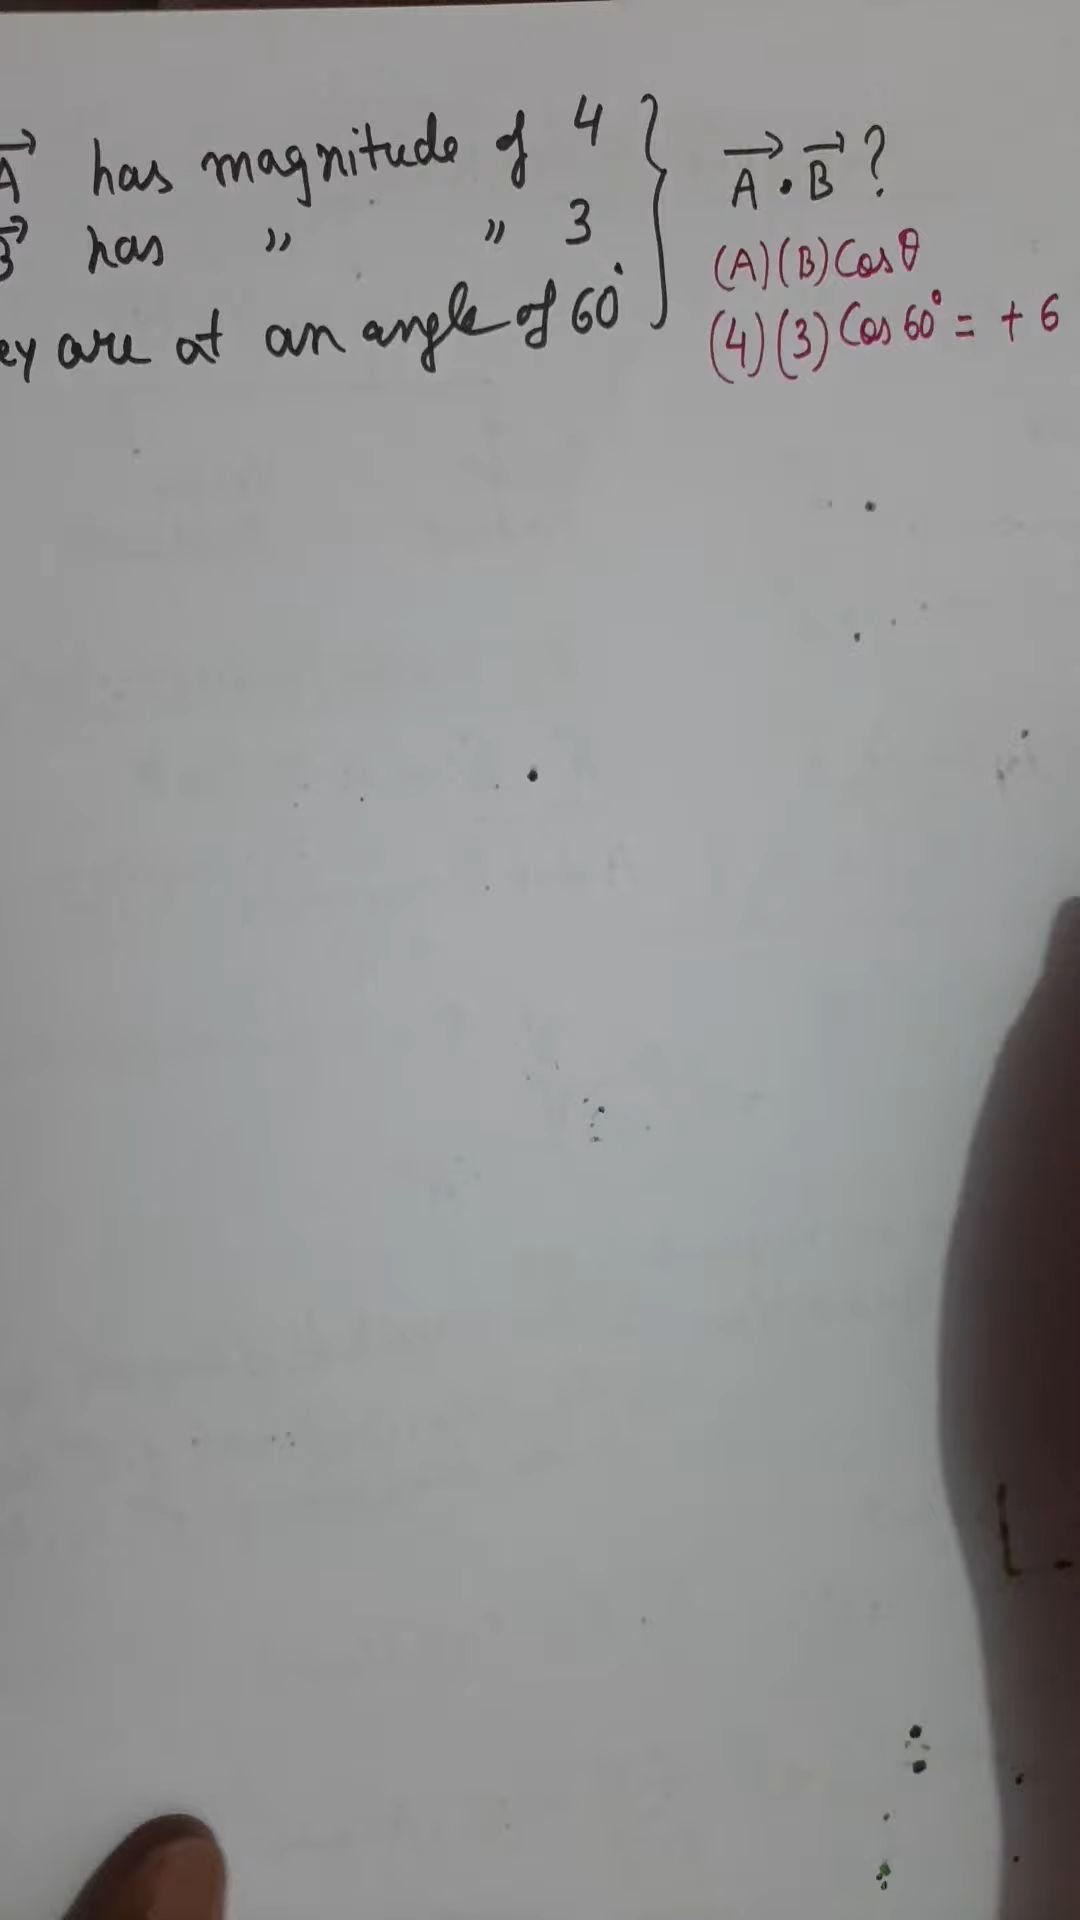 A has magnitude of 4
B has " " 3
ey are at an angle of 60°
A . B ?
(A)(B) Cos θ
(4)(3) Cos 60° = + 6